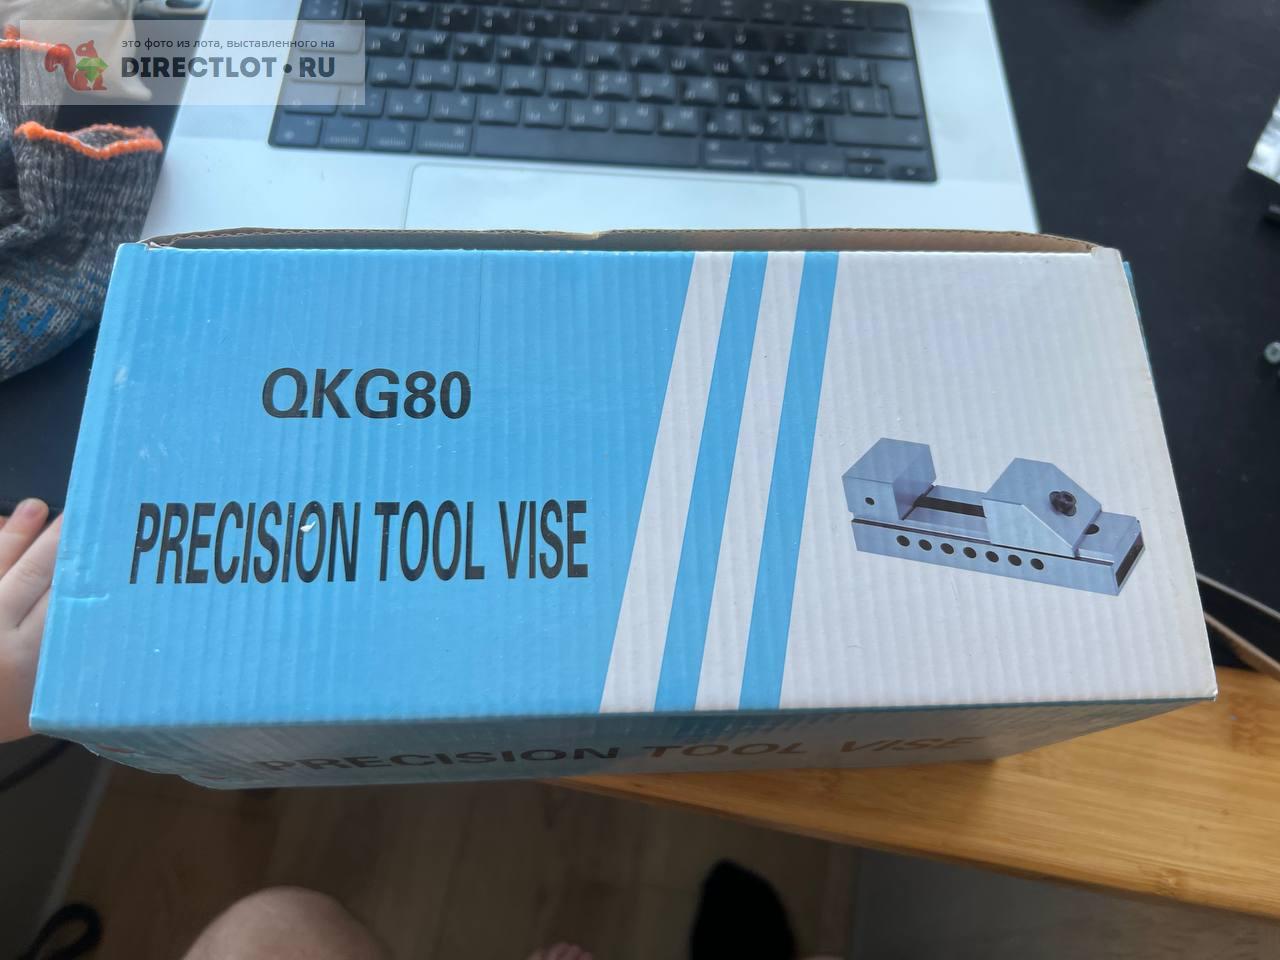 это фото из лота, выставленного на
DIRECTLOT•RU
QKG80
PRECISION TOOL VISE
PRECISION TOOL VISE